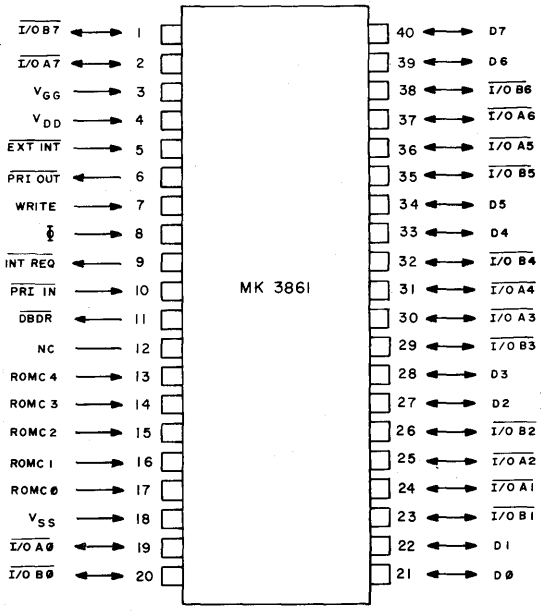 I/O B7 1 40 D7
I/O A7 2 39 D6
VGG 3 38 I/O B6
VDD 4 37 I/O A6
EXT INT 5 36 I/O A5
PRI OUT 6 35 I/O B5
WRITE 7 34 D5
Φ 8 33 D4
INT REQ 9 32 I/O B4
PRI IN 10 MK 3861 31 I/O A4
DBDR 11 30 I/O A3
NC 12 29 I/O B3
ROMC 4 13 28 D3
ROMC 3 14 27 D2
ROMC 2 15 26 I/O B2
ROMC 1 16 25 I/O A2
ROMC Ø 17 24 I/O A1
VSS 18 23 I/O B1
I/O AØ 19 22 D1
I/O BØ 20 21 DØ